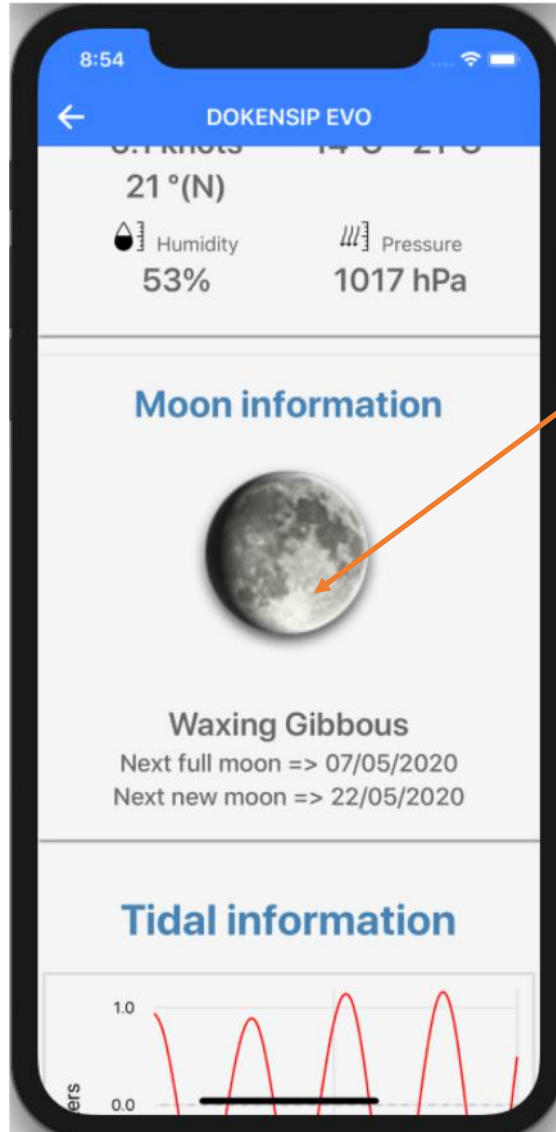 8:54
DOKENSIP EVO
21 °(N)
Humidity
Pressure
53%
1017 hPa
Moon information
Waxing Gibbous
Next full moon => 07/05/2020
Next new moon => 22/05/2020
Tidal information
1.0
0.0